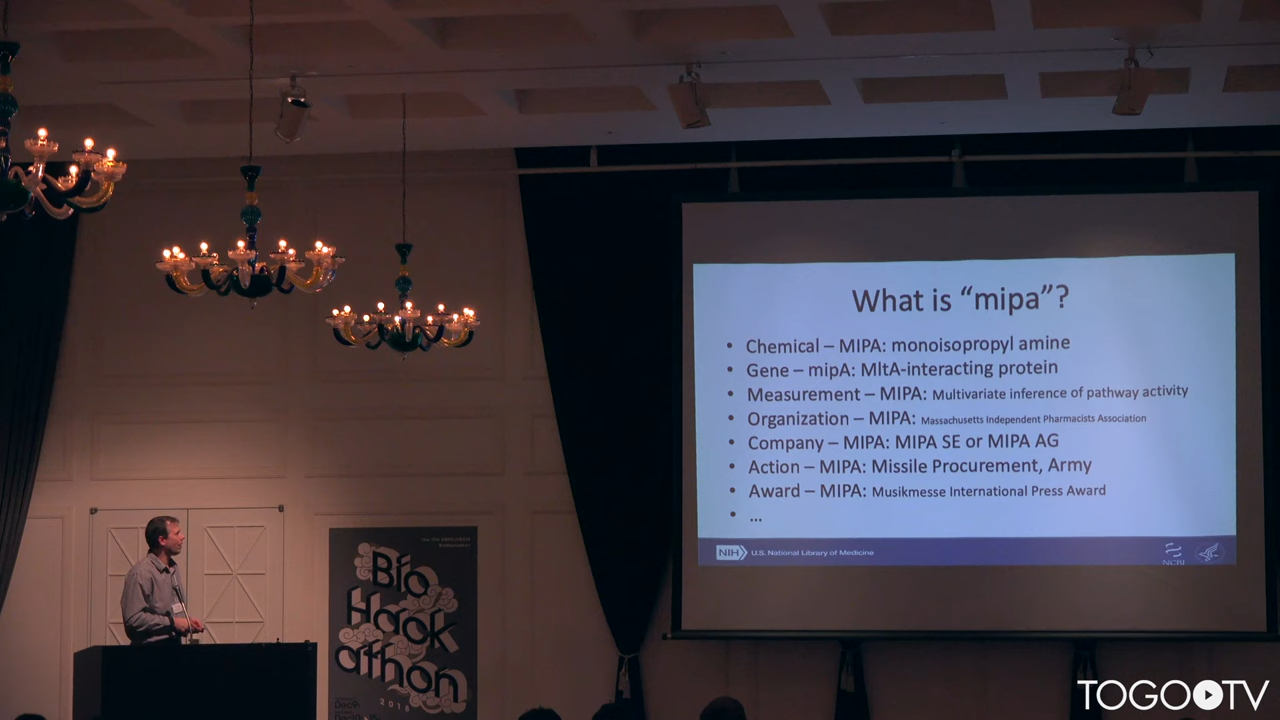 What is “mipa”?
• Chemical – MIPA: monoisopropyl amine
• Gene – mipA: MltA-interacting protein
• Measurement – MIPA: Multivariate inference of pathway activity
• Organization – MIPA: Massachusetts Independent Pharmacists Association
• Company – MIPA: MIPA SE or MIPA AG
• Action – MIPA: Missile Procurement, Army
• Award – MIPA: Musikmesse International Press Award
• ...
NIH U.S. National Library of Medicine
NCBI
Bio
Hack
athon
2018
TOGO TV